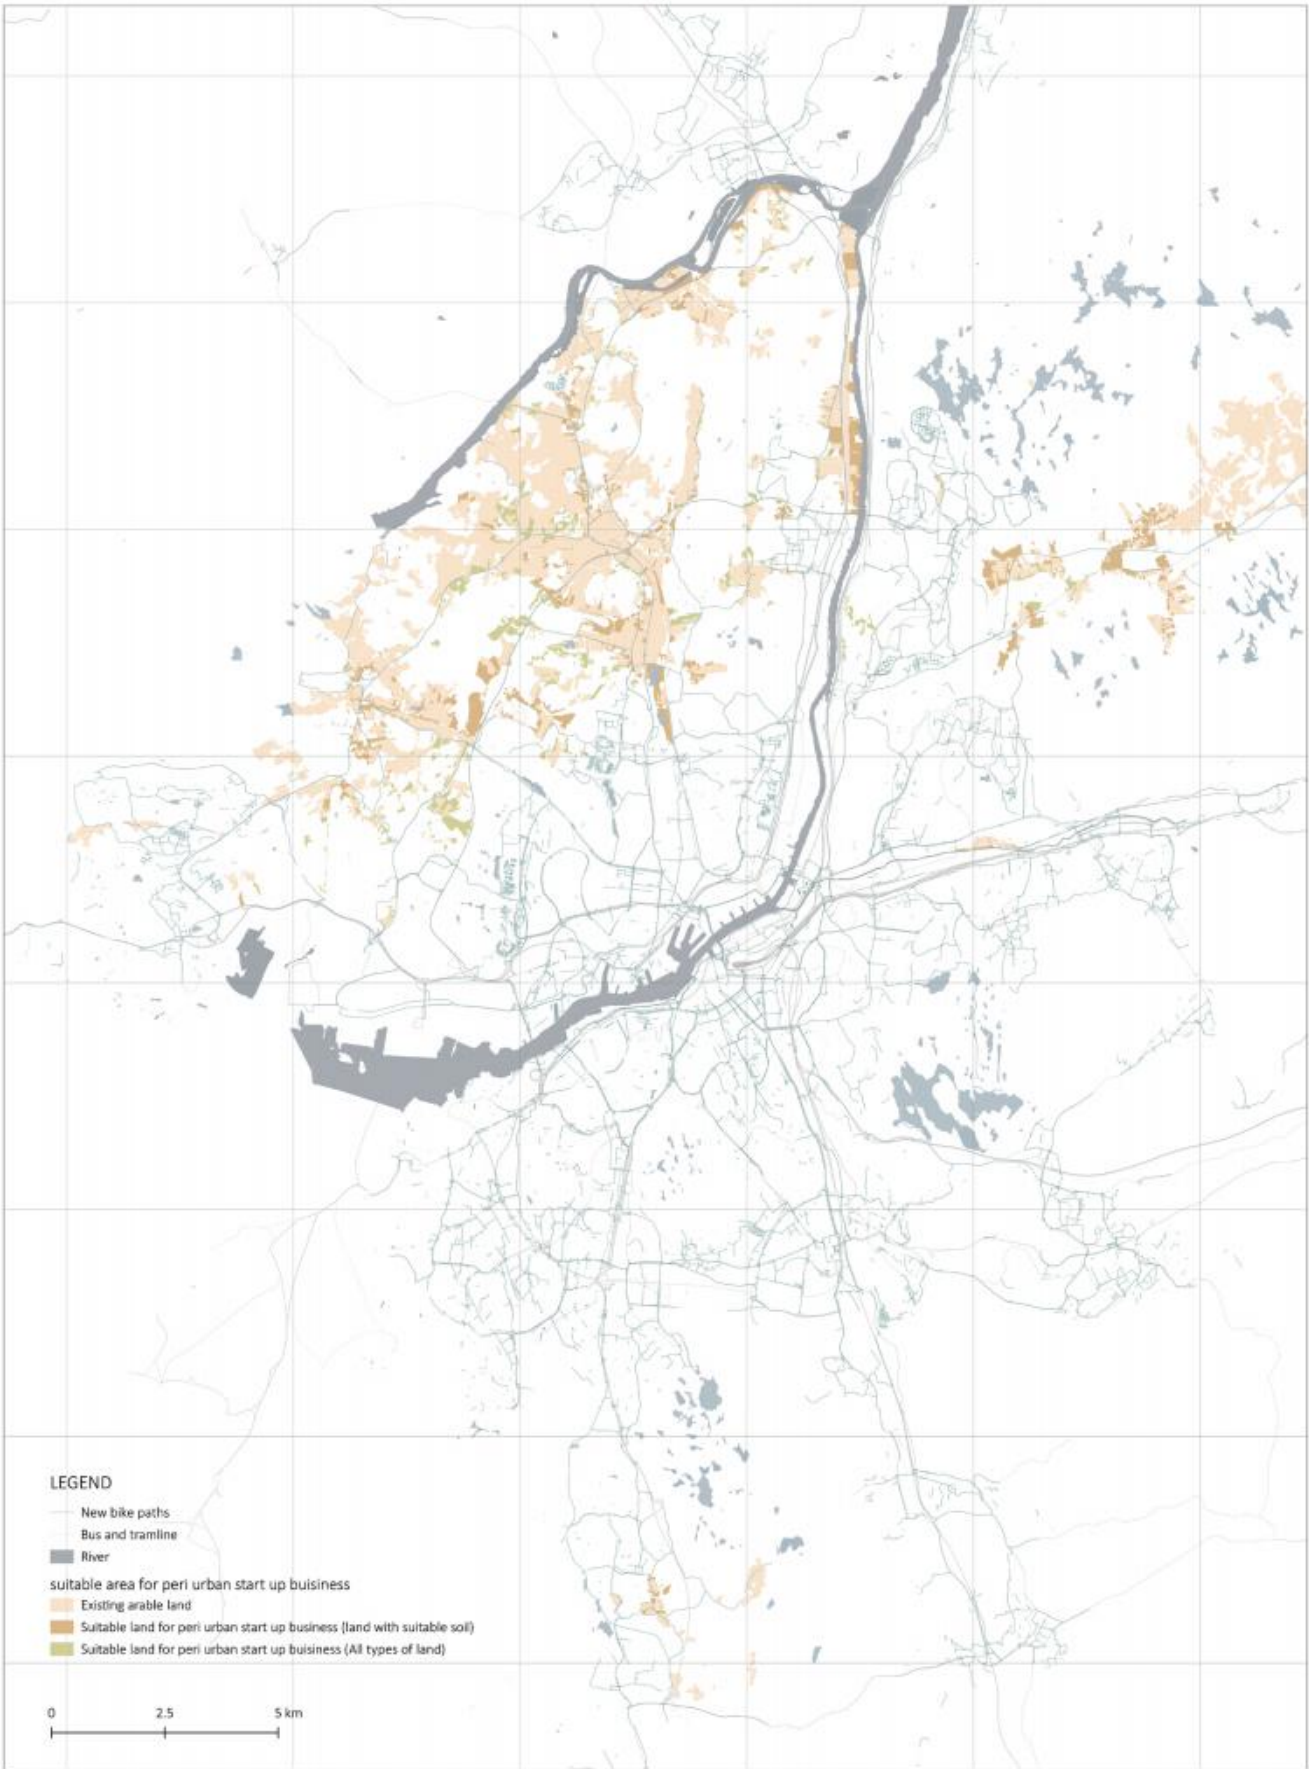 LEGEND
New bike paths
Bus and tramline
River
suitable area for peri urban start up buisiness
Existing arable land
Suitable land for peri urban start up business (land with suitable soil)
Suitable land for peri urban start up buisiness (All types of land)
0 2.5 5 km